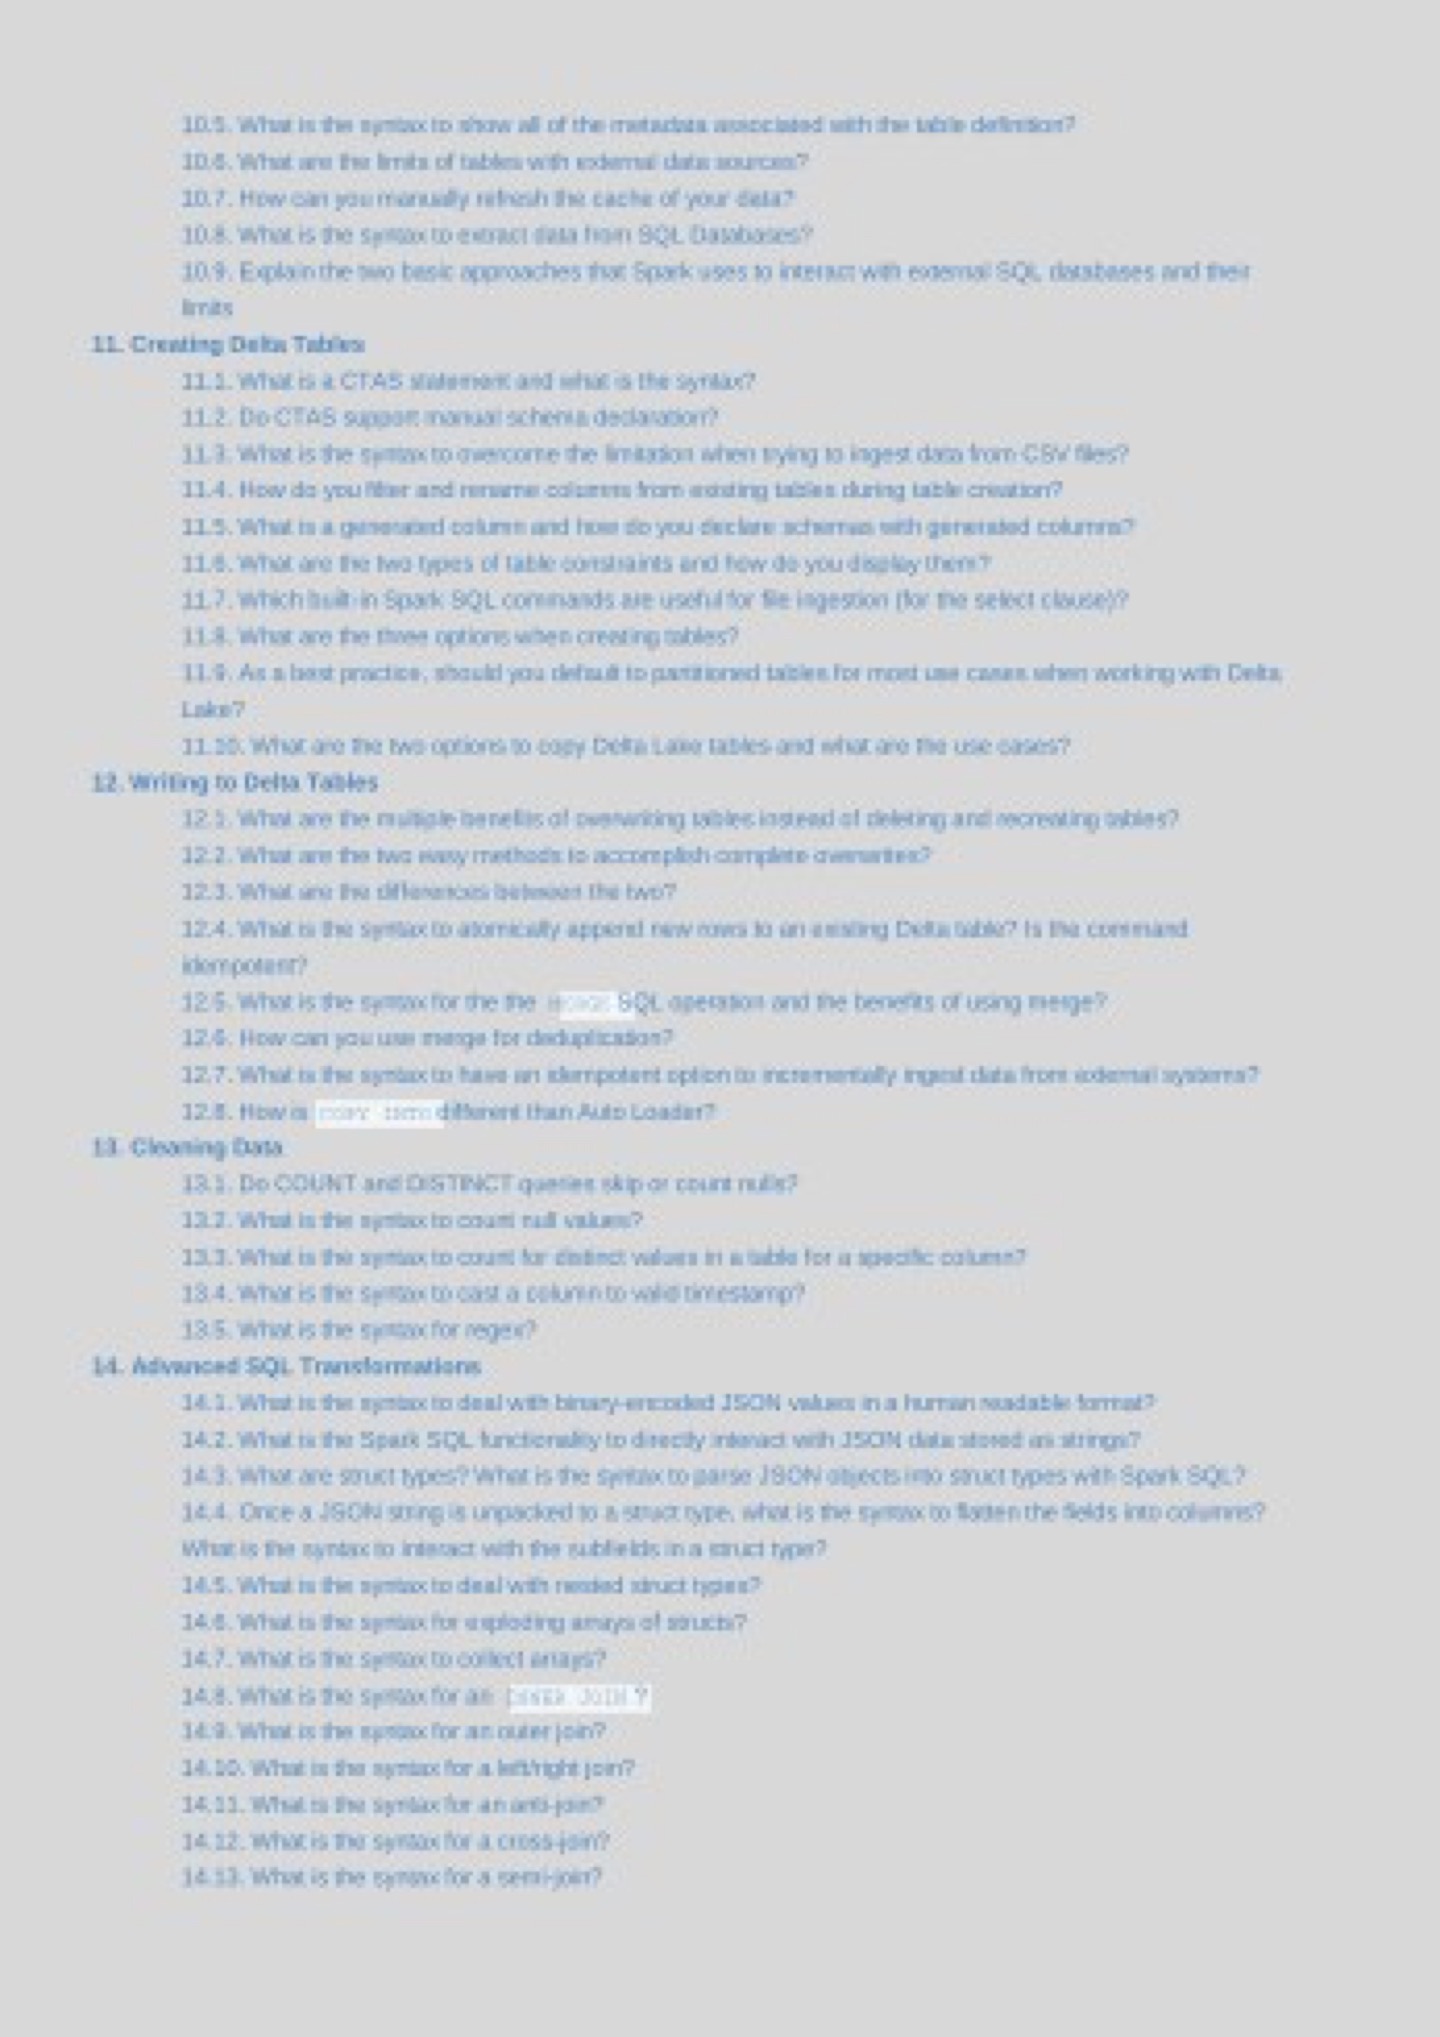 10.5. What is the syntax to show all of the metadata associated with the table definition?
10.6. What are the limits of tables with external data sources?
10.7. How can you manually refresh the cache of your data?
10.8. What is the syntax to extract data from SQL Databases?
10.9. Explain the two basic approaches that Spark uses to interact with external SQL databases and their
limits
11. Creating Delta Tables
11.1. What is a CTAS statement and what is the syntax?
11.2. Do CTAS support manual schema declaration?
11.3. What is the syntax to overcome the limitation when trying to ingest data from CSV files?
11.4. How do you filter and rename columns from existing tables during table creation?
11.5. What is a generated column and how do you declare schemas with generated columns?
11.6. What are the two types of table constraints and how do you display them?
11.7. Which built-in Spark SQL commands are useful for file ingestion (for the select clause)?
11.8. What are the three options when creating tables?
11.9. As a best practice, should you default to partitioned tables for most use cases when working with Delta
Lake?
11.10. What are the two options to copy Delta Lake tables and what are the use cases?
12. Writing to Delta Tables
12.1. What are the multiple benefits of overwriting tables instead of deleting and recreating tables?
12.2. What are the two easy methods to accomplish complete overwrites?
12.3. What are the differences between the two?
12.4. What is the syntax to atomically append new rows to an existing Delta table? Is the command
idempotent?
12.5. What is the syntax for the the SQL operation and the benefits of using merge?
12.6. How can you use merge for deduplication?
12.7. What is the syntax to have an idempotent option to incrementally ingest data from external systems?
12.8. How is COPY INTO different than Auto Loader?
13. Cleaning Data
13.1. Do COUNT and DISTINCT queries skip or count nulls?
13.2. What is the syntax to count null values?
13.3. What is the syntax to count for distinct values in a table for a specific column?
13.4. What is the syntax to cast a column to valid timestamp?
13.5. What is the syntax for regex?
14. Advanced SQL Transformations
14.1. What is the syntax to deal with binary-encoded JSON values in a human readable format?
14.2. What is the Spark SQL functionality to directly interact with JSON data stored as strings?
14.3. What are struct types? What is the syntax to parse JSON objects into struct types with Spark SQL?
14.4. Once a JSON string is unpacked to a struct type, what is the syntax to flatten the fields into columns?
What is the syntax to interact with the subfields in a struct type?
14.5. What is the syntax to deal with nested struct types?
14.6. What is the syntax for exploding arrays of structs?
14.7. What is the syntax to collect arrays?
14.8. What is the syntax for an INNER JOIN ?
14.9. What is the syntax for an outer join?
14.10. What is the syntax for a left/right join?
14.11. What is the syntax for an anti-join?
14.12. What is the syntax for a cross-join?
14.13. What is the syntax for a semi-join?